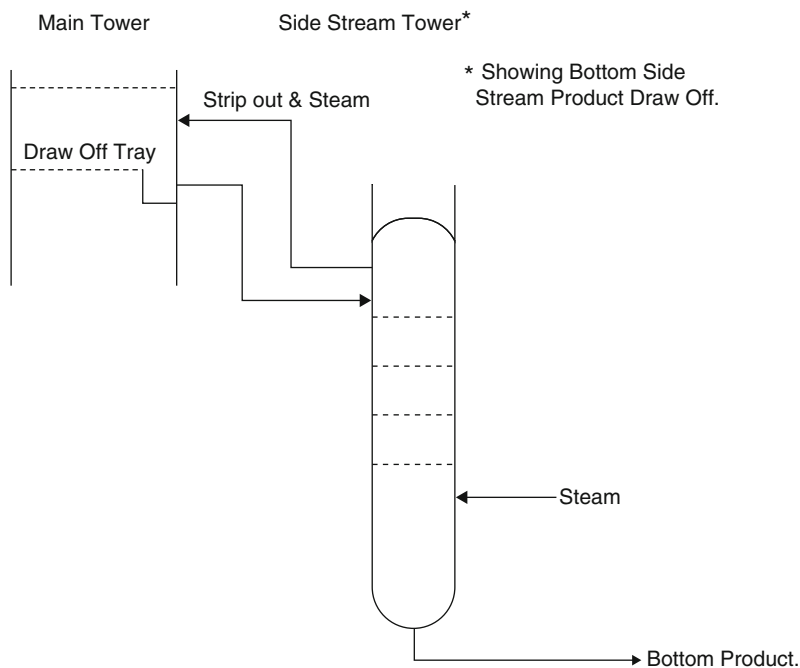 Main Tower
Side Stream Tower*
* Showing Bottom Side
Stream Product Draw Off.
Strip out & Steam
Draw Off Tray
Steam
Bottom Product.